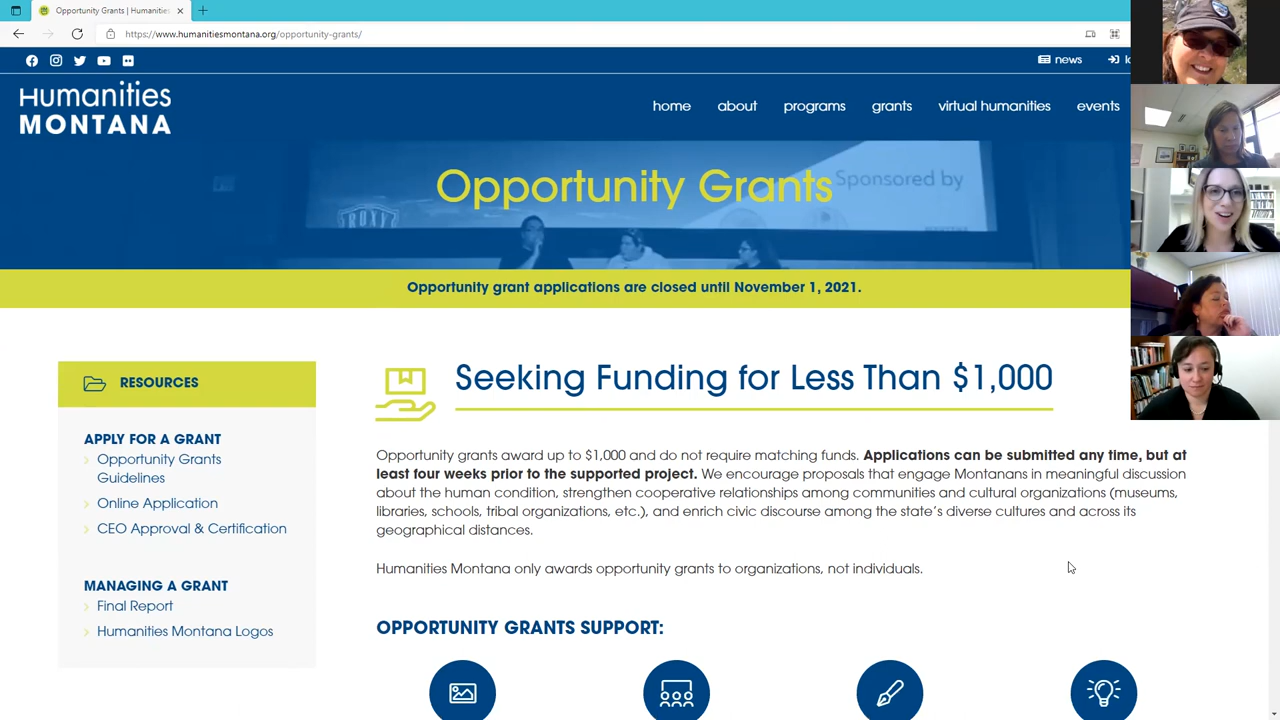 Opportunity Grants | Humanities
https://www.humanitiesmontana.org/opportunity-grants/
news
Humanities
MONTANA
home about programs grants virtual humanities events
Sponsored by
Opportunity Grants
ROXY
Opportunity grant applications are closed until November 1, 2021.
RESOURCES
APPLY FOR A GRANT
Opportunity Grants
Guidelines
Online Application
CEO Approval & Certification
MANAGING A GRANT
Final Report
Humanities Montana Logos
Seeking Funding for Less Than $1,000
Opportunity grants award up to $1,000 and do not require matching funds. Applications can be submitted any time, but at
least four weeks prior to the supported project. We encourage proposals that engage Montanans in meaningful discussion
about the human condition, strengthen cooperative relationships among communities and cultural organizations (museums,
libraries, schools, tribal organizations, etc.), and enrich civic discourse among the state's diverse cultures and across its
geographical distances.
Humanities Montana only awards opportunity grants to organizations, not individuals.
OPPORTUNITY GRANTS SUPPORT: